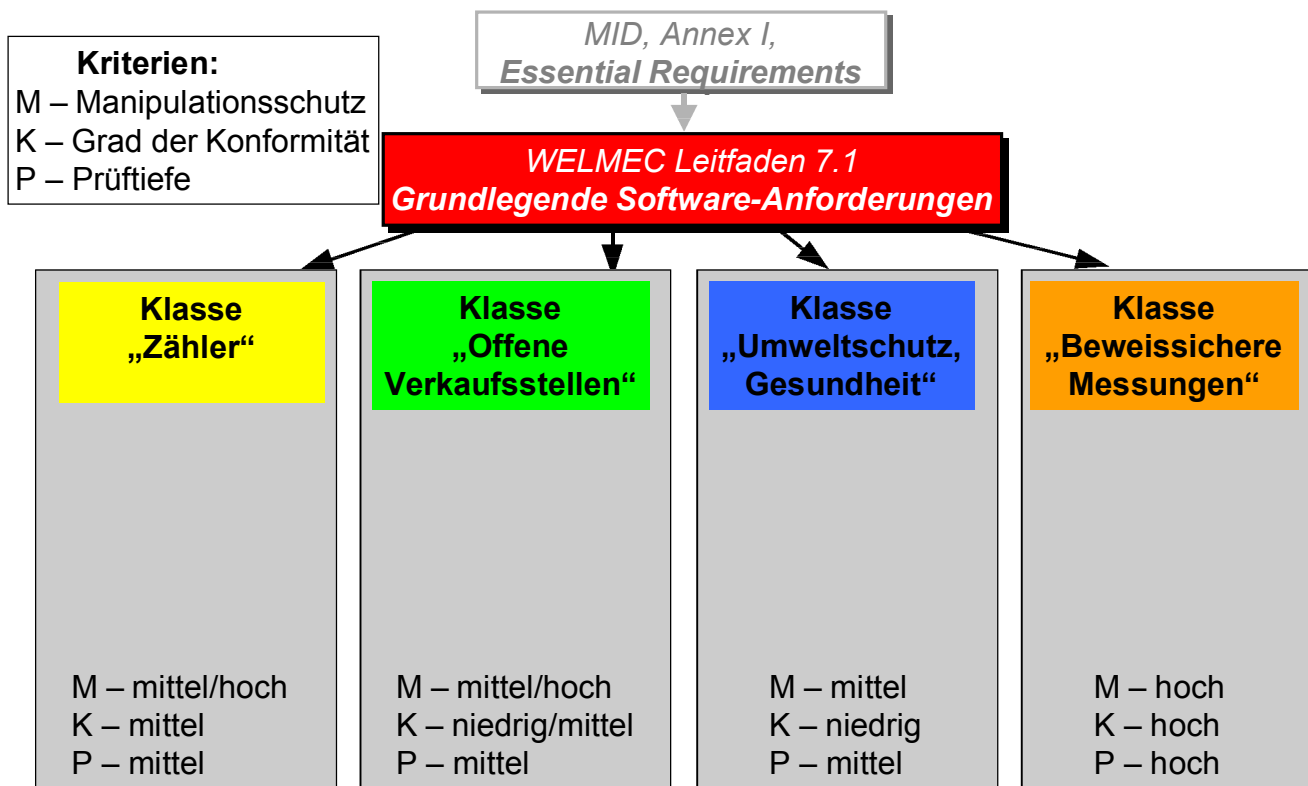 Kriterien:
M – Manipulationsschutz
K – Grad der Konformität
P – Prüftiefe
MID, Annex I,
Essential Requirements
WELMEC Leitfaden 7.1
Grundlegende Software-Anforderungen
Klasse
„Zähler“
M – mittel/hoch
K – mittel
P – mittel
Klasse
„Offene
Verkaufsstellen“
M – mittel/hoch
K – niedrig/mittel
P – mittel
Klasse
„Umweltschutz,
Gesundheit“
M – mittel
K – niedrig
P – mittel
Klasse
„Beweissichere
Messungen“
M – hoch
K – hoch
P – hoch